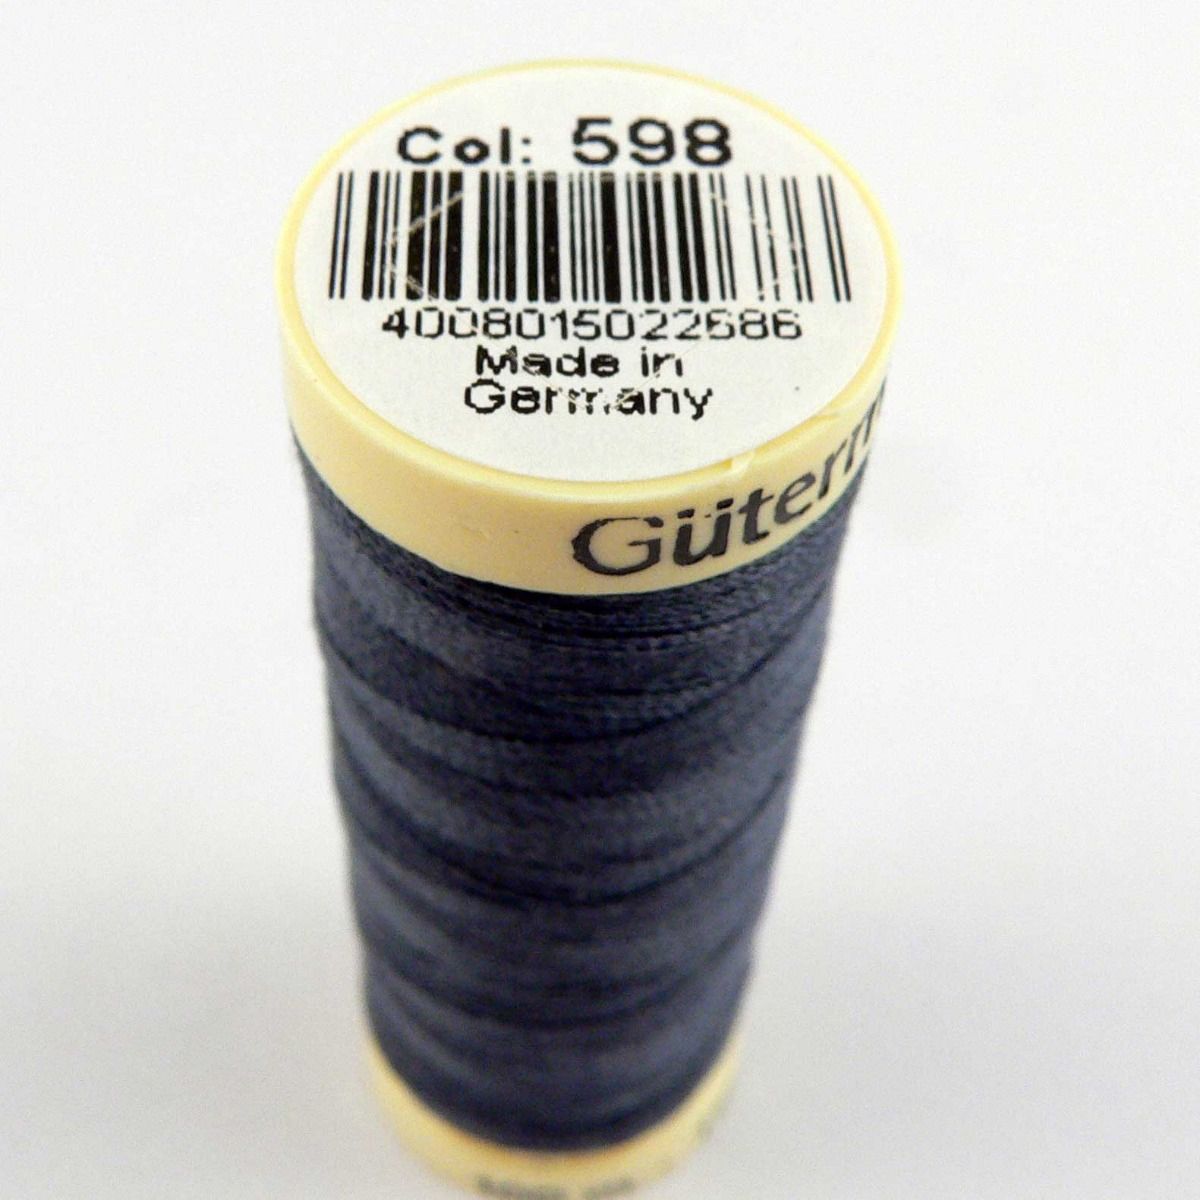 Col: 598
4008015022686
Made in
Germany
Güterm